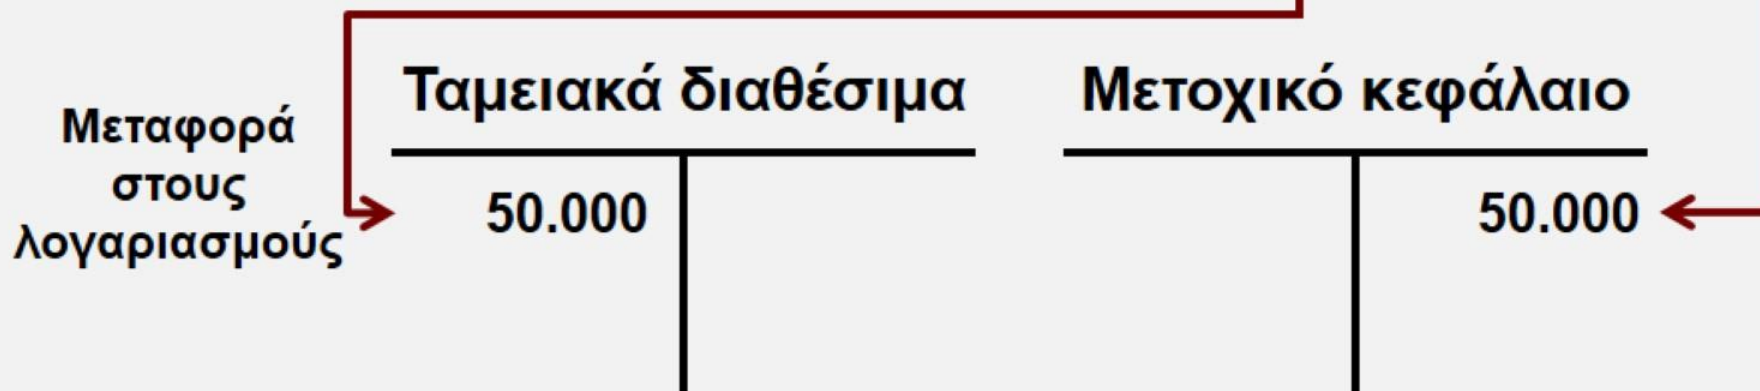 Ταμειακά διαθέσιμα
Μετοχικό κεφάλαιο
Μεταφορά
στους
λογαριασμούς
50.000
50.000